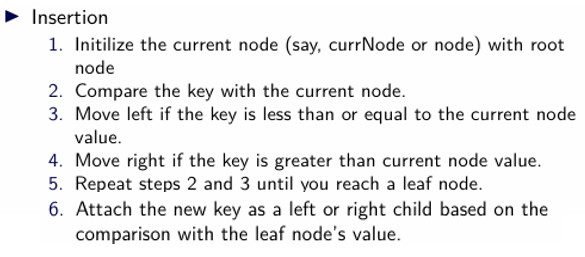 ▶ Insertion
1. Initilize the current node (say, currNode or node) with root
node
2. Compare the key with the current node.
3. Move left if the key is less than or equal to the current node
value.
4. Move right if the key is greater than current node value.
5. Repeat steps 2 and 3 until you reach a leaf node.
6. Attach the new key as a left or right child based on the
comparison with the leaf node's value.